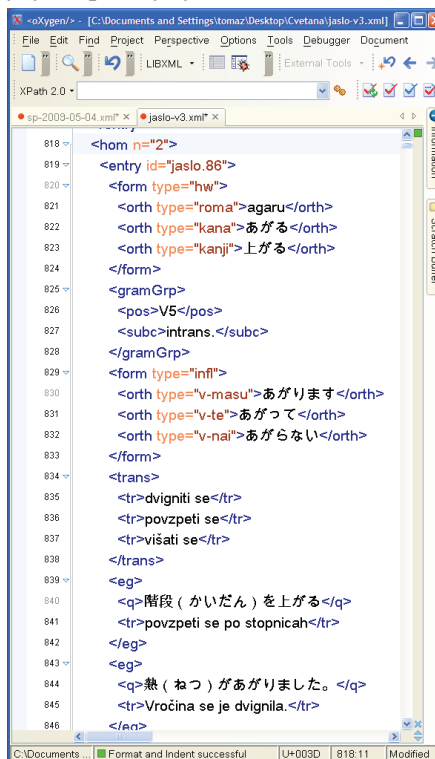 <oXygen/> - [C:\Documents and Settings\tomaz\Desktop\Cvetana\jaslo-v3.xml]
File Edit Find Project Perspective Options Tools Debugger Document
LIBXML External Tools
XPath 2.0
sp-2009-05-04.xml* × jaslo-v3.xml* ×
818 <hom n="2">
819 <entry id="jaslo.86">
820 <form type="hw">
821 <orth type="roma">agaru</orth>
822 <orth type="kana">あがる</orth>
823 <orth type="kanji">上がる</orth>
824 </form>
825 <gramGrp>
826 <pos>V5</pos>
827 <subc>intrans.</subc>
828 </gramGrp>
829 <form type="infl">
830 <orth type="v-masu">あがります</orth>
831 <orth type="v-te">あがって</orth>
832 <orth type="v-nai">あがらない</orth>
833 </form>
834 <trans>
835 <tr>dvigniti se</tr>
836 <tr>povzpeti se</tr>
837 <tr>višati se</tr>
838 </trans>
839 <eg>
840 <q>階段（かいだん）を上がる</q>
841 <tr>povzpeti se po stopnicah</tr>
842 </eg>
843 <eg>
844 <q>熱（ねつ）があがりました。</q>
845 <tr>Vročina se je dvignila.</tr>
846 </eg>
C:\Documents ... Format and Indent successful U+003D 818:11 Modified